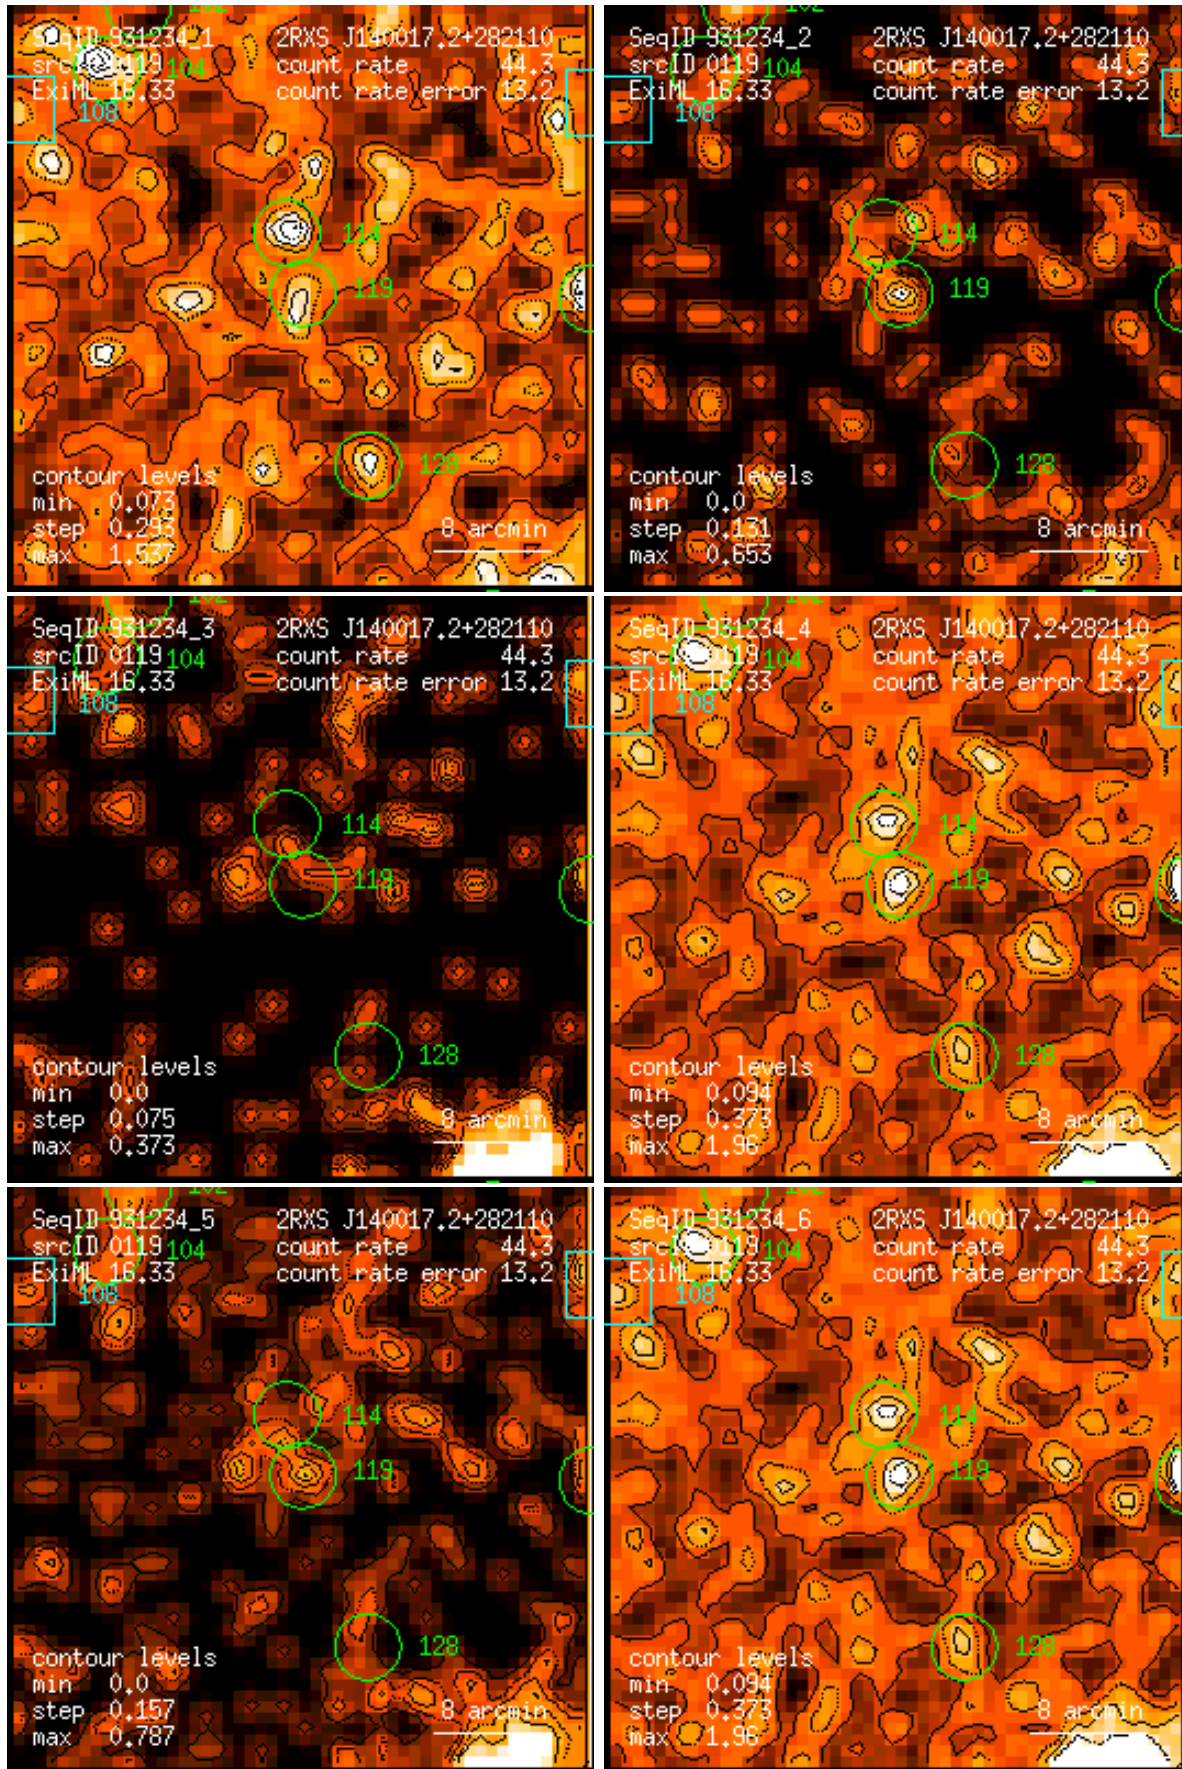 102
SeqID 931234_1 2RXS J140017.2+282110
srcID 0119 104 count rate 44.3
ExiML 16.33 count rate error 13.2
108
114
119
128
contour levels
min 0.073
step 0.293 8 arcmin
max 1.537
102
SeqID 931234_2 2RXS J140017.2+282110
srcID 0119 104 count rate 44.3
ExiML 16.33 count rate error 13.2
108
114
119
128
contour levels
min 0.0
step 0.131 8 arcmin
max 0.653
102
SeqID 931234_3 2RXS J140017.2+282110
srcID 0119 104 count rate 44.3
ExiML 16.33 count rate error 13.2
108
114
119
128
contour levels
min 0.0
step 0.075 8 arcmin
max 0.373
102
SeqID 931234_4 2RXS J140017.2+282110
srcID 0119 104 count rate 44.3
ExiML 16.33 count rate error 13.2
108
114
119
128
contour levels
min 0.094
step 0.373 8 arcmin
max 1.96
102
SeqID 931234_5 2RXS J140017.2+282110
srcID 0119 104 count rate 44.3
ExiML 16.33 count rate error 13.2
108
114
119
128
contour levels
min 0.0
step 0.157 8 arcmin
max 0.787
102
SeqID 931234_6 2RXS J140017.2+282110
srcID 0119 104 count rate 44.3
ExiML 16.33 count rate error 13.2
108
114
119
128
contour levels
min 0.094
step 0.373 8 arcmin
max 1.96